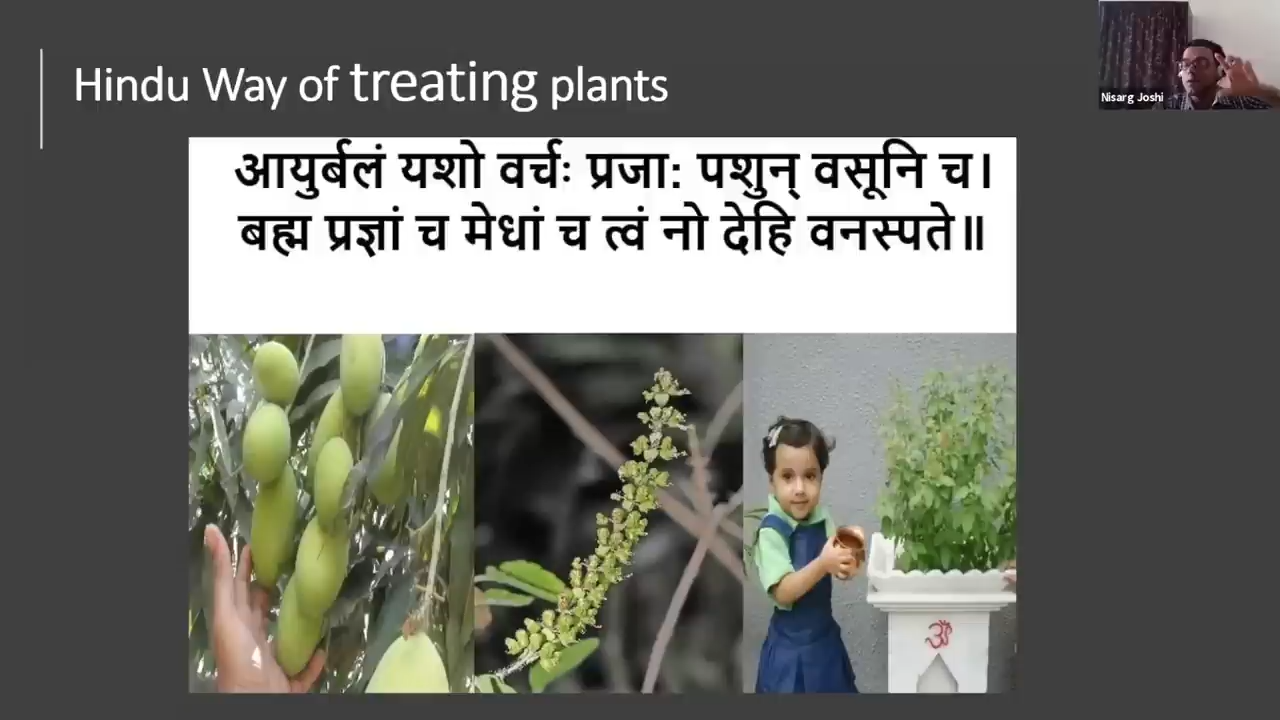 Hindu Way of treating plants
Nisarg Joshi
आयुर्बलं यशो वर्चः प्रजा: पशुन् वसूनि च।
बह्म प्रज्ञां च मेधां च त्वं नो देहि वनस्पते॥
ॐ